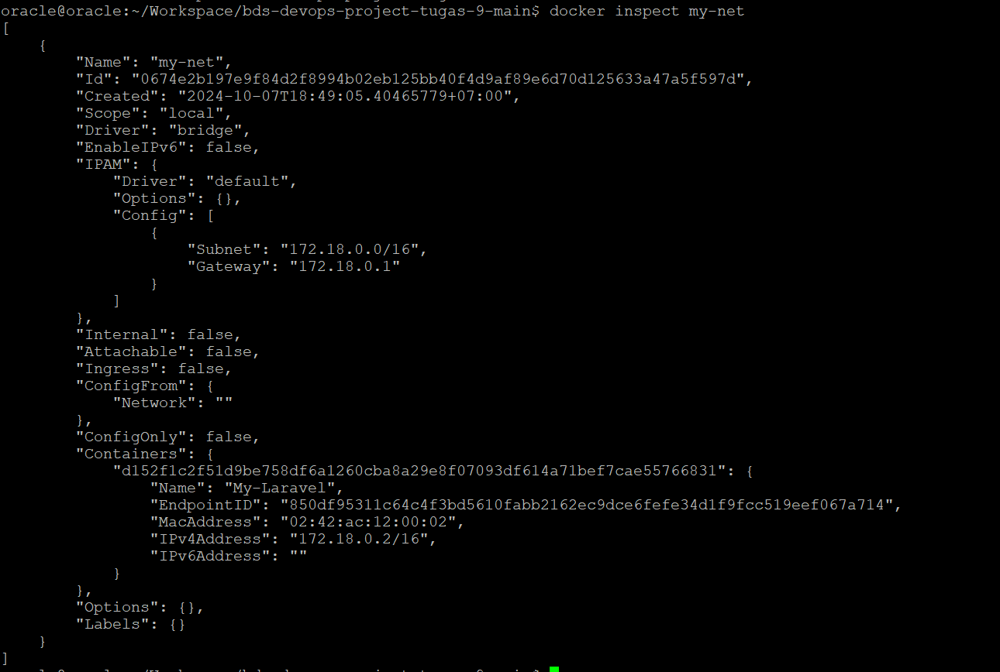 oracle@oracle:~/Workspace/bds-devops-project-tugas-9-main$ docker inspect my-net
[
    {
        "Name": "my-net",
        "Id": "0674e2b197e9f84d2f8994b02eb125bb40f4d9af89e6d70d125633a47a5f597d",
        "Created": "2024-10-07T18:49:05.40465779+07:00",
        "Scope": "local",
        "Driver": "bridge",
        "EnableIPv6": false,
        "IPAM": {
            "Driver": "default",
            "Options": {},
            "Config": [
                {
                    "Subnet": "172.18.0.0/16",
                    "Gateway": "172.18.0.1"
                }
            ]
        },
        "Internal": false,
        "Attachable": false,
        "Ingress": false,
        "ConfigFrom": {
            "Network": ""
        },
        "ConfigOnly": false,
        "Containers": {
            "d152f1c2f51d9be758df6a1260cba8a29e8f07093df614a71bef7cae55766831": {
                "Name": "My-Laravel",
                "EndpointID": "850df95311c64c4f3bd5610fabb2162ec9dce6fefe34d1f9fcc519eef067a714",
                "MacAddress": "02:42:ac:12:00:02",
                "IPv4Address": "172.18.0.2/16",
                "IPv6Address": ""
            }
        },
        "Options": {},
        "Labels": {}
    }
]